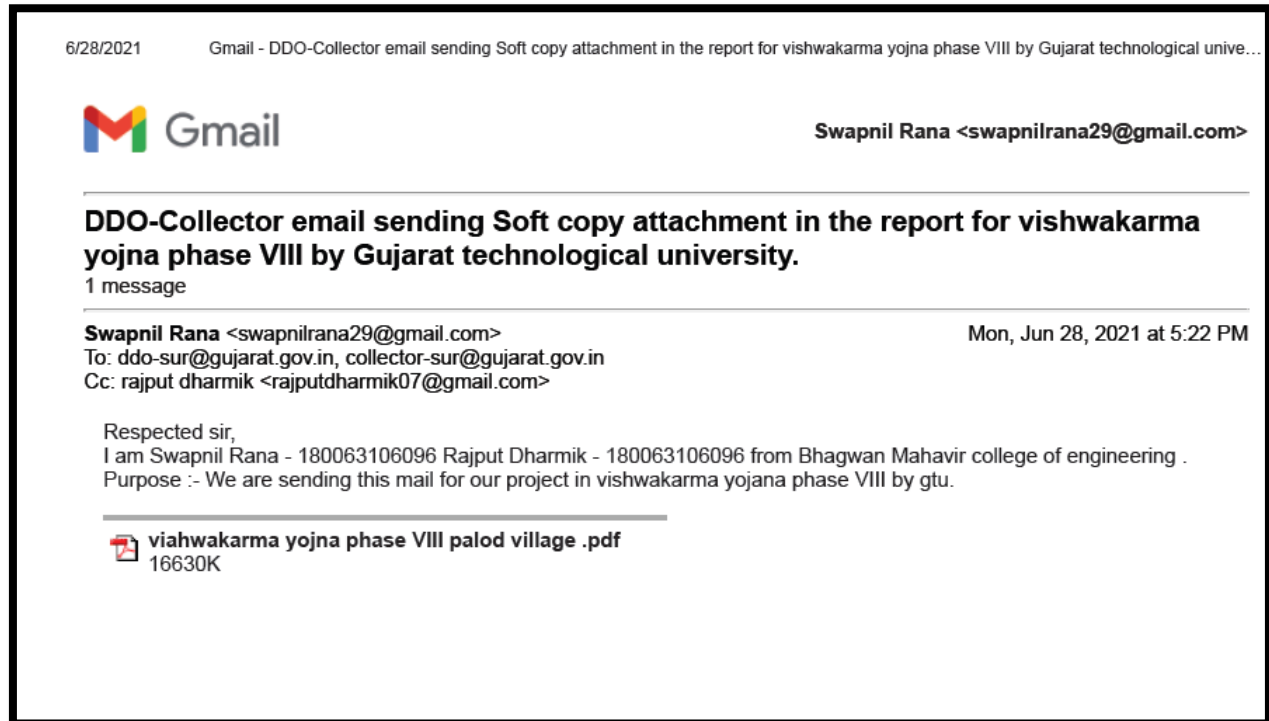 6/28/2021 Gmail - DDO-Collector email sending Soft copy attachment in the report for vishwakarma yojna phase VIII by Gujarat technological unive…
Gmail
Swapnil Rana <swapnilrana29@gmail.com>
DDO-Collector email sending Soft copy attachment in the report for vishwakarma
yojna phase VIII by Gujarat technological university.
1 message
Swapnil Rana <swapnilrana29@gmail.com> Mon, Jun 28, 2021 at 5:22 PM
To: ddo-sur@gujarat.gov.in, collector-sur@gujarat.gov.in
Cc: rajput dharmik <rajputdharmik07@gmail.com>
Respected sir,
I am Swapnil Rana - 180063106096 Rajput Dharmik - 180063106096 from Bhagwan Mahavir college of engineering .
Purpose :- We are sending this mail for our project in vishwakarma yojana phase VIII by gtu.
viahwakarma yojna phase VIII palod village .pdf
16630K